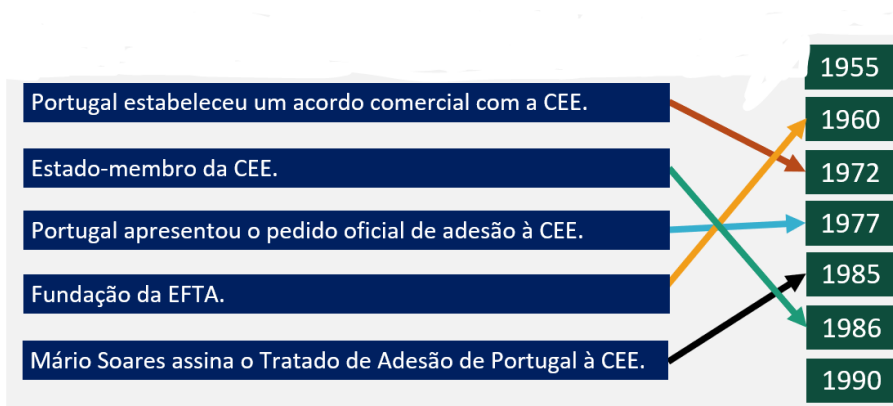 Portugal estabeleceu um acordo comercial com a CEE.
Estado-membro da CEE.
Portugal apresentou o pedido oficial de adesão à CEE.
Fundação da EFTA.
Mário Soares assina o Tratado de Adesão de Portugal à CEE.
1955
1960
1972
1977
1985
1986
1990